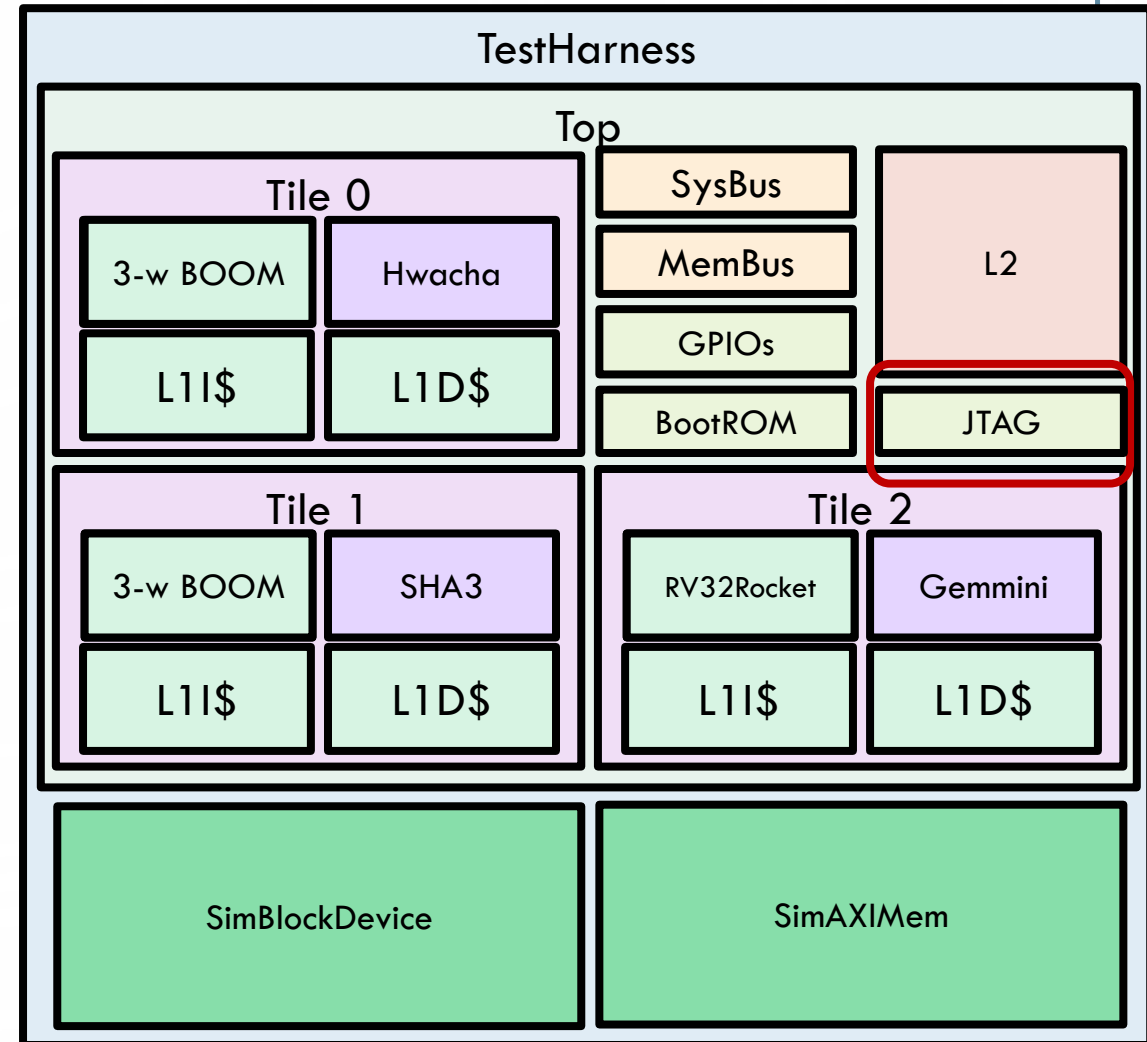 TestHarness
Top
Tile 0
3-w BOOM
Hwacha
L1I$
L1D$
SysBus
MemBus
GPIOs
BootROM
L2
JTAG
Tile 1
3-w BOOM
SHA3
L1I$
L1D$
Tile 2
RV32Rocket
Gemmini
L1I$
L1D$
SimBlockDevice
SimAXIMem